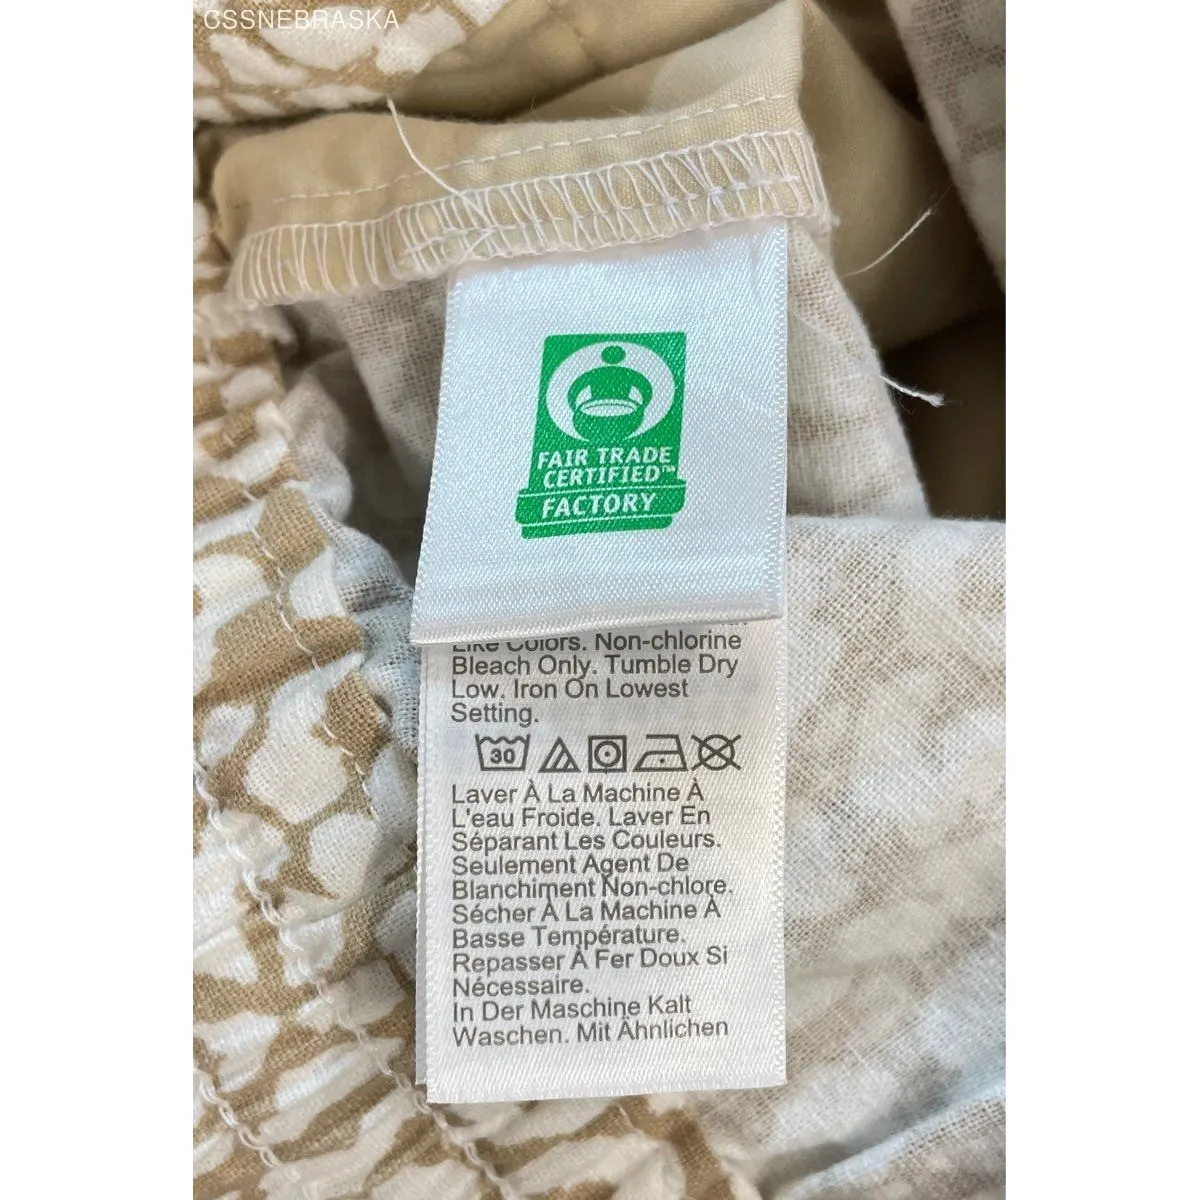 CSSNEBRASKA
FAIR TRADE
CERTIFIED™
FACTORY
Like Colors. Non-chlorine
Bleach Only. Tumble Dry
Low. Iron On Lowest
Setting.
30
Laver À La Machine À
L'eau Froide. Laver En
Séparant Les Couleurs.
Seulement Agent De
Blanchiment Non-chlore.
Sécher À La Machine À
Basse Température.
Repasser À Fer Doux Si
Nécessaire.
In Der Maschine Kalt
Waschen. Mit Ähnlichen